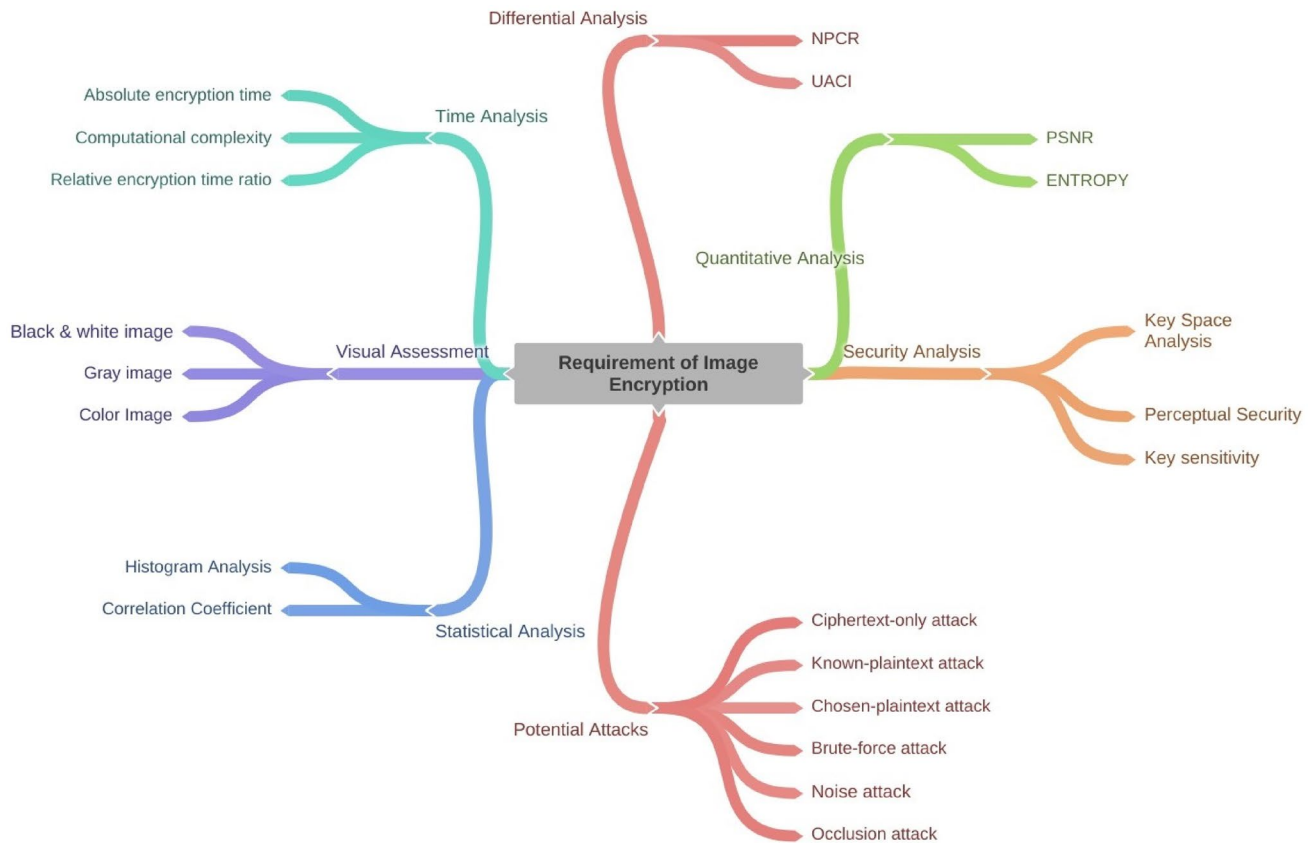 Differential Analysis
NPCR
UACI
Absolute encryption time
Time Analysis
Computational complexity
Relative encryption time ratio
PSNR
ENTROPY
Quantitative Analysis
Black & white image
Visual Assessment
Gray image
Color Image
Requirement of Image
Encryption
Security Analysis
Key Space
Analysis
Perceptual Security
Key sensitivity
Histogram Analysis
Correlation Coefficient
Statistical Analysis
Potential Attacks
Ciphertext-only attack
Known-plaintext attack
Chosen-plaintext attack
Brute-force attack
Noise attack
Occlusion attack